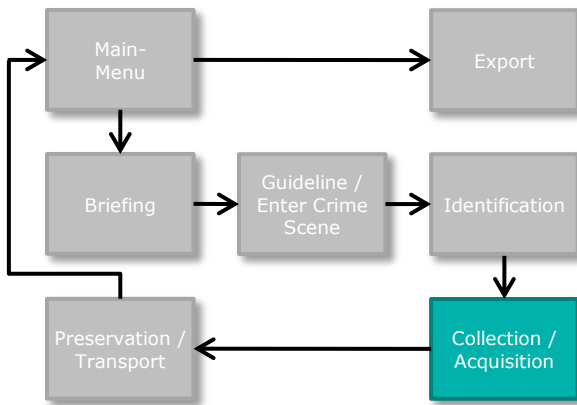 Main-
Menu
Export
Briefing
Guideline /
Enter Crime
Scene
Identification
Preservation /
Transport
Collection /
Acquisition